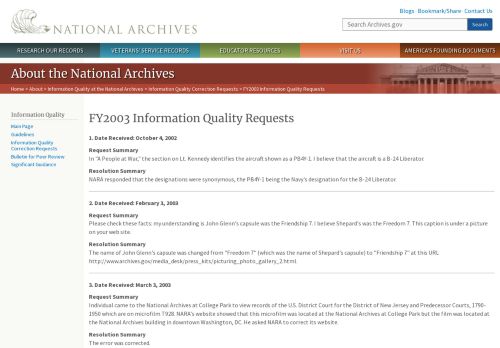 Blogs · Bookmark/Share · Contact Us
NATIONAL ARCHIVES
Search Archives.gov
Search
RESEARCH OUR RECORDS
VETERANS' SERVICE RECORDS
EDUCATOR RESOURCES
VISIT US
AMERICA'S FOUNDING DOCUMENTS
About the National Archives
Home > About > Information Quality at the National Archives > Information Quality Correction Requests > FY2003 Information Quality Requests
Information Quality
Main Page
Guidelines
Information Quality
Correction Requests
Bulletin for Peer Review
Significant Guidance
FY2003 Information Quality Requests
1. Date Received: October 4, 2002
Request Summary
In "A People at War," the section on Lt. Kennedy identifies the aircraft shown as a PB4Y-1. I believe that the aircraft is a B-24 Liberator.
Resolution Summary
NARA responded that the designations were synonymous, the PB4Y-1 being the Navy's designation for the B-24 Liberator.
2. Date Received: February 3, 2003
Request Summary
Please check these facts: my understanding is John Glenn's capsule was the Friendship 7. I believe Shepard's was the Freedom 7. This caption is under a picture
on your web site.
Resolution Summary
The name of John Glenn's capsule was changed from "Freedom 7" (which was the name of Shepard's capsule) to "Friendship 7" at this URL
http://www.archives.gov/media_desk/press_kits/picturing_photo_gallery_2.html.
3. Date Received: March 3, 2003
Request Summary
Individual came to the National Archives at College Park to view records of the U.S. District Court for the District of New Jersey and Predecessor Courts, 1790-
1950 which are on microfilm T928. NARA's website showed that this microfilm was located at the National Archives at College Park but the film was located at
the National Archives building in downtown Washington, DC. He asked NARA to correct its website.
Resolution Summary
The error was corrected.